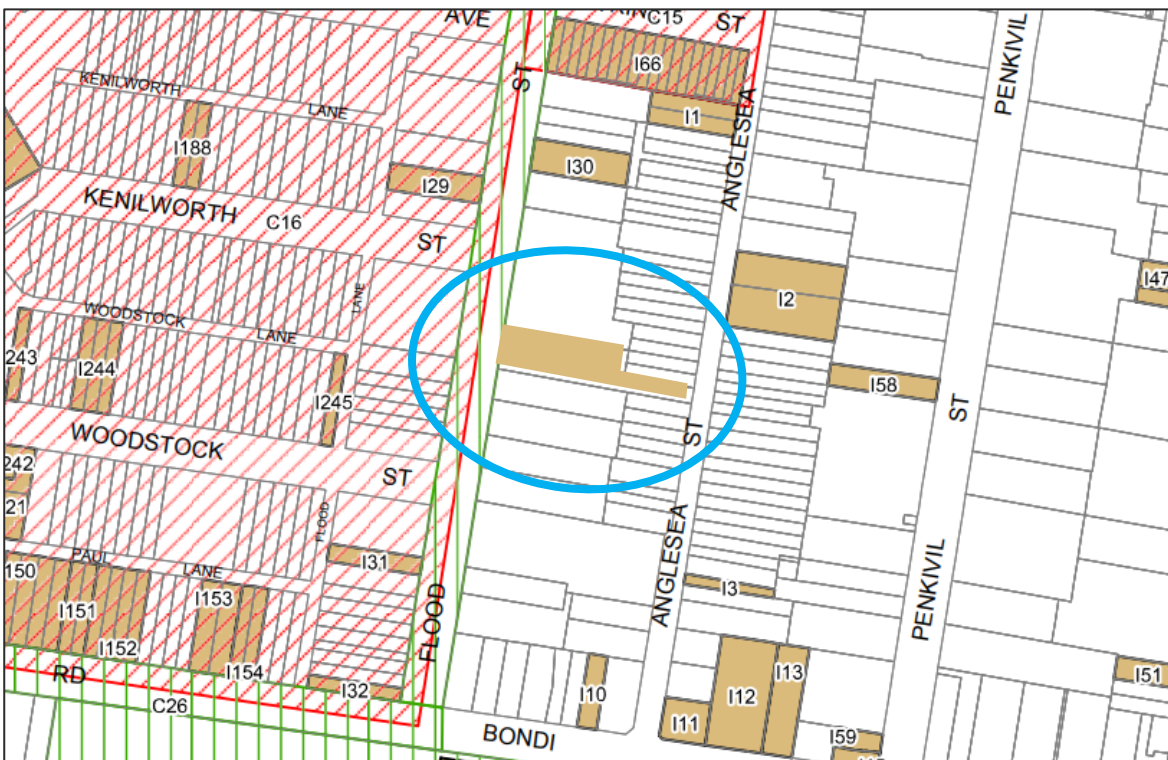 AVE
C15
ST
I66
KENILWORTH
LANE
ST
I1
PENKIVIL
I188
I30
ANGLESEA
I29
KENILWORTH
C16
ST
I47
I2
LANE
WOODSTOCK
LANE
243
I244
I245
I58
ST
ST
WOODSTOCK
ST
242
21
FLOOD
PAUL
LANE
I31
ANGLESEA
150
I151
I152
I153
I154
I3
FLOOD
PENKIVIL
RD
I32
C26
I10
I11
I12
I13
I51
BONDI
I59